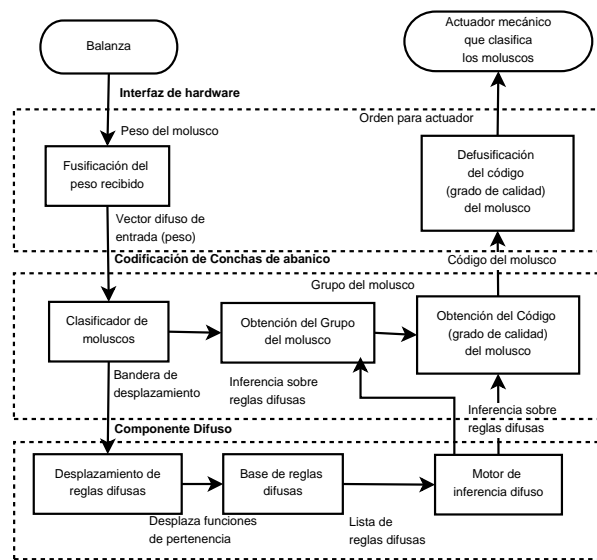 Balanza
Actuador mecánico
que clasifica
los moluscos
Interfaz de hardware
Peso del molusco
Orden para actuador
Fusificación del
peso recibido
Defusificación
del código
(grado de calidad)
del molusco
Vector difuso de
entrada (peso)
Codificación de Conchas de abanico
Código del molusco
Grupo del molusco
Clasificador de
moluscos
Obtención del Grupo
del molusco
Obtención del Código
(grado de calidad)
del molusco
Bandera de
desplazamiento
Inferencia sobre
reglas difusas
Inferencia sobre
reglas difusas
Componente Difuso
Desplazamiento de
reglas difusas
Base de reglas
difusas
Motor de
inferencia difuso
Desplaza funciones
de pertenencia
Lista de
reglas difusas